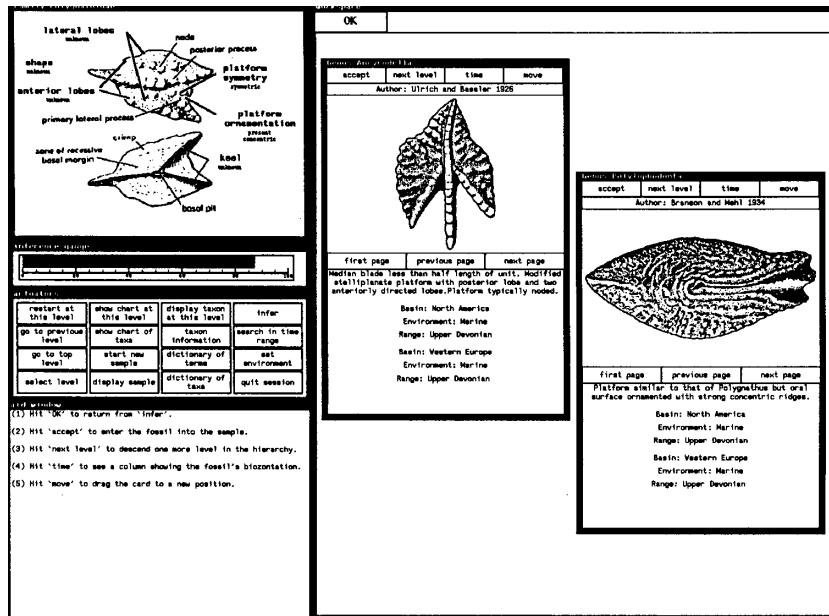 lateral lobes
unknown
node
posterior process
shape
unknown
platform
symmetry
symmetric
anterior lobes
unknown
primary lateral process
platform
ornamentation
present
concentric
crimp
zone of recessive
basal margin
keel
unknown
basal pit
inference gauge
actuators
restart at
this level
show chart at
this level
display taxon
at this level
infer
go to previous
level
show chart of
taxa
taxon
information
search in time
range
go to top
level
start new
sample
dictionary of
terms
set
environment
select level
display sample
dictionary of
taxa
quit session
(1) Hit 'OK' to return from 'infer'.
(2) Hit 'accept' to enter the fossil into the sample.
(3) Hit 'next level' to descend one more level in the hierarchy.
(4) Hit 'time' to see a column showing the fossil's biozontation.
(5) Hit 'move' to drag the card to a new position.
OK
accept
next level
time
move
Author: Ulrich and Bassler 1926
first page
previous page
next page
Median blade less than half length of unit. Modified
stelliplanate platform with posterior lobe and two
anteriorly directed lobes.Platform typically noded.
Basin: North America
Environment: Marine
Range: Upper Devonian
Basin: Western Europe
Environment: Marine
Range: Upper Devonian
accept
next level
time
move
Author: Branson and Mehl 1934
first page
previous page
next page
Platform similar to that of Polygnathus but oral
surface ornamented with strong concentric ridges.
Basin: North America
Environment: Marine
Range: Upper Devonian
Basin: Western Europe
Environment: Marine
Range: Upper Devonian